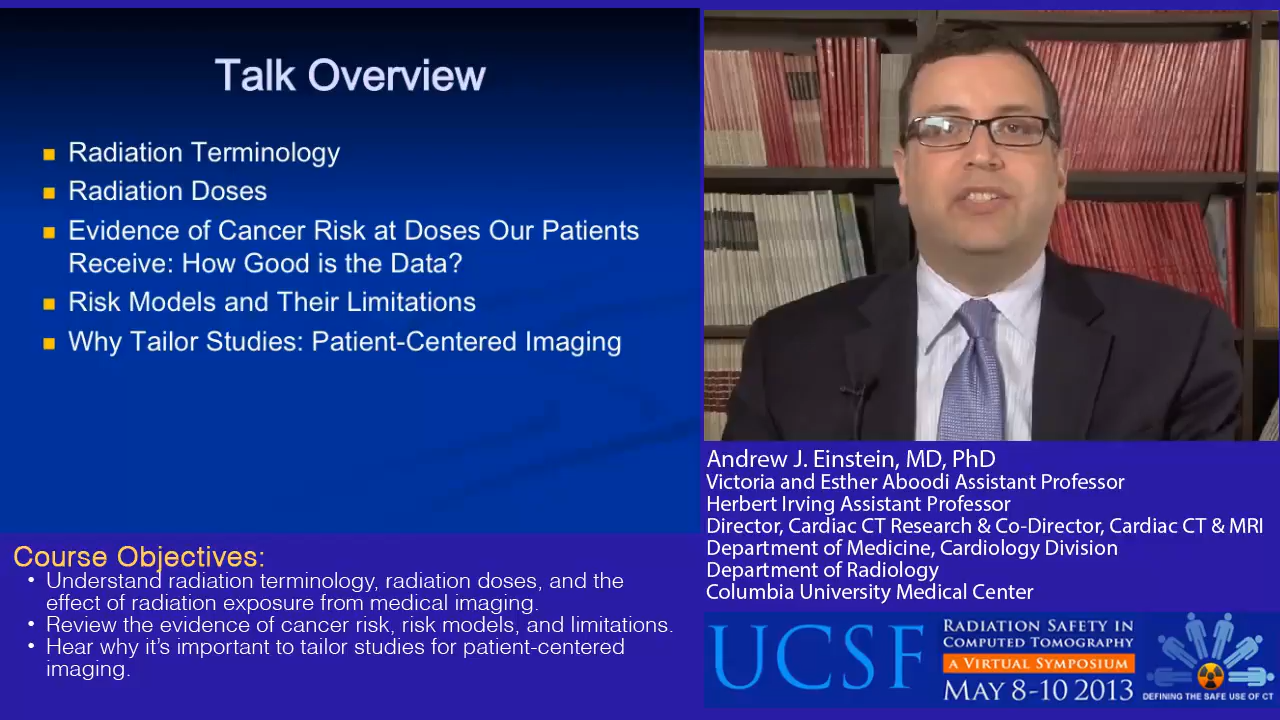 Talk Overview
Radiation Terminology
Radiation Doses
Evidence of Cancer Risk at Doses Our Patients
Receive: How Good is the Data?
Risk Models and Their Limitations
Why Tailor Studies: Patient-Centered Imaging
Course Objectives:
• Understand radiation terminology, radiation doses, and the
effect of radiation exposure from medical imaging.
• Review the evidence of cancer risk, risk models, and limitations.
• Hear why it's important to tailor studies for patient-centered
imaging.
Andrew J. Einstein, MD, PhD
Victoria and Esther Aboodi Assistant Professor
Herbert Irving Assistant Professor
Director, Cardiac CT Research & Co-Director, Cardiac CT & MRI
Department of Medicine, Cardiology Division
Department of Radiology
Columbia University Medical Center
UCSF
Radiation Safety in
Computed Tomography
a Virtual Symposium
May 8-10 2013
DEFINING THE SAFE USE OF CT